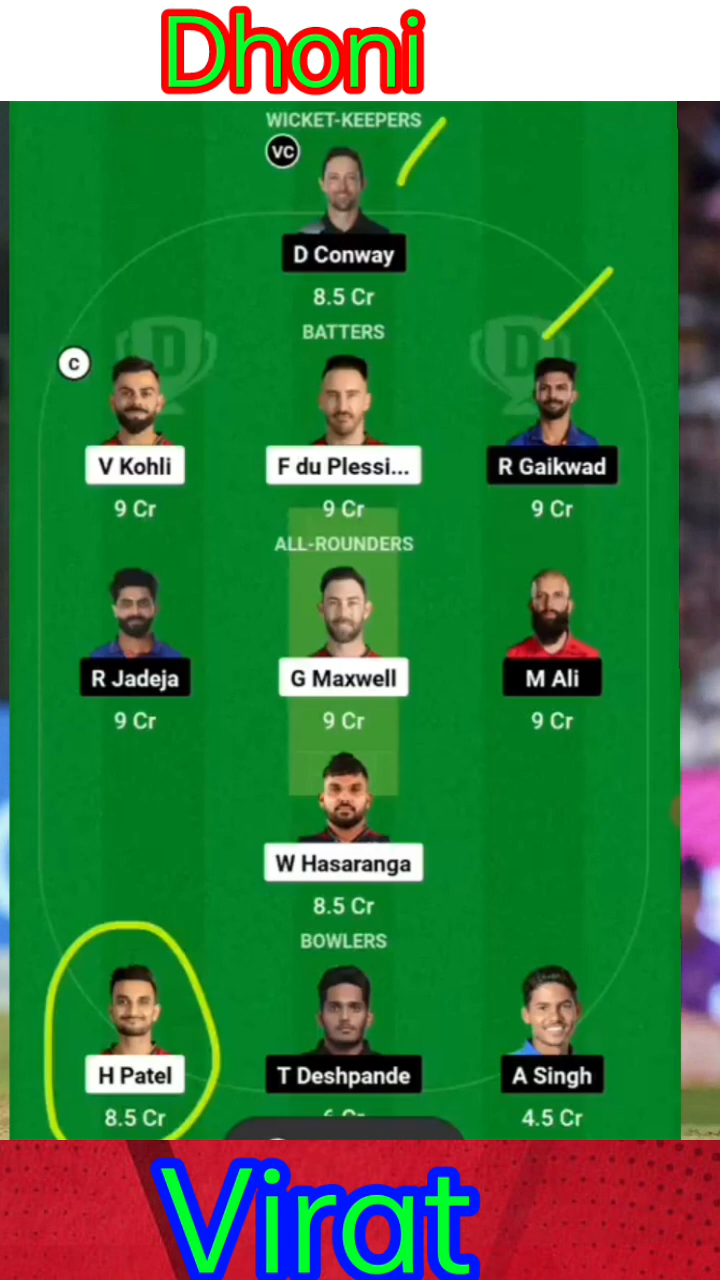 Dhoni
WICKET-KEEPERS
VC
D Conway
8.5 Cr
BATTERS
C D D
V Kohli F du Plessi... R Gaikwad
9 Cr 9 Cr 9 Cr
ALL-ROUNDERS
R Jadeja G Maxwell M Ali
9 Cr 9 Cr 9 Cr
W Hasaranga
8.5 Cr
BOWLERS
H Patel T Deshpande A Singh
8.5 Cr 4.5 Cr
Virat